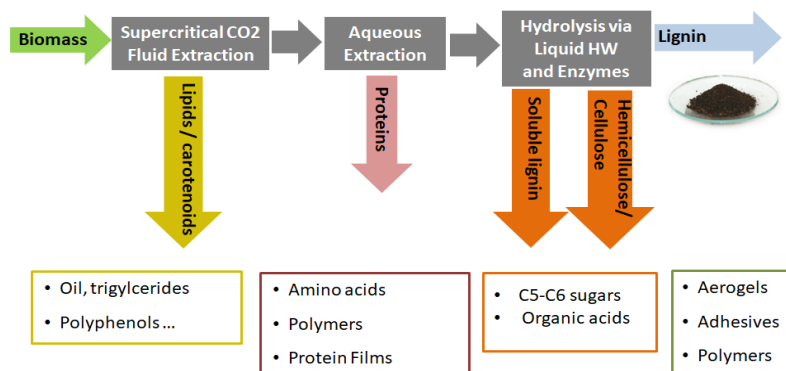 Biomass
Supercritical CO2
Fluid Extraction
Aqueous
Extraction
Hydrolysis via
Liquid HW
and Enzymes
Lignin
Lipids / carotenoids
Proteins
Soluble lignin
Hemicellulose/
Cellulose
• Oil, trigylcerides
• Polyphenols ...
• Amino acids
• Polymers
• Protein Films
• C5-C6 sugars
• Organic acids
• Aerogels
• Adhesives
• Polymers